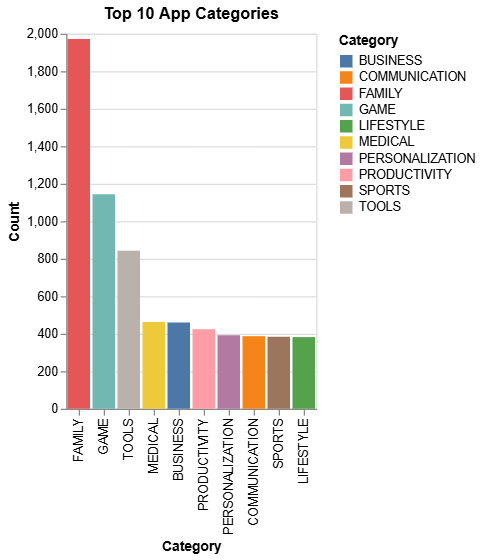 Top 10 App Categories
Count
2,000
1,800
1,600
1,400
1,200
1,000
800
600
400
200
0
FAMILY
GAME
TOOLS
MEDICAL
BUSINESS
PRODUCTIVITY
PERSONALIZATION
COMMUNICATION
SPORTS
LIFESTYLE
Category
Category
BUSINESS
COMMUNICATION
FAMILY
GAME
LIFESTYLE
MEDICAL
PERSONALIZATION
PRODUCTIVITY
SPORTS
TOOLS